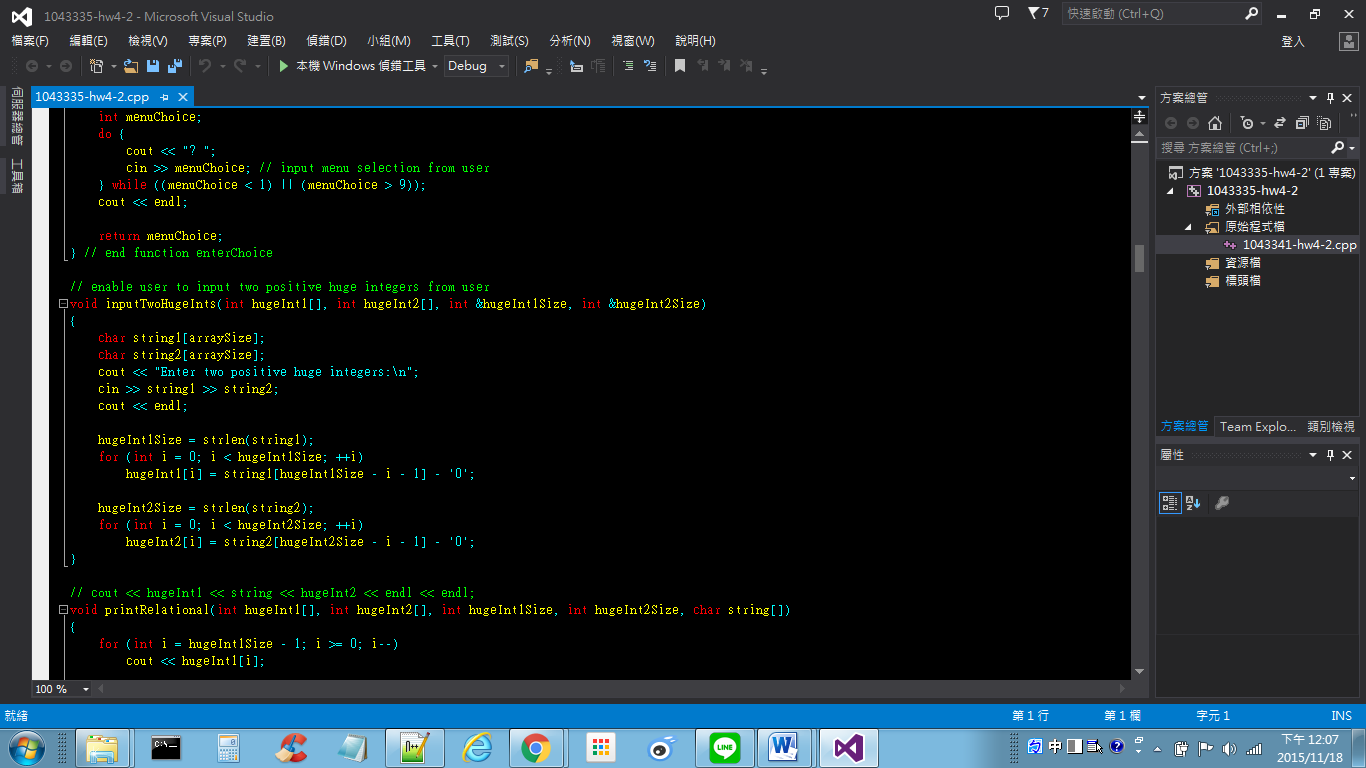 1043335-hw4-2 - Microsoft Visual Studio
7
快速啟動 (Ctrl+Q)
檔案(F) 編輯(E) 檢視(V) 專案(P) 建置(B) 偵錯(D) 小組(M) 工具(T) 測試(S) 分析(N) 視窗(W) 說明(H)
登入
本機 Windows 偵錯工具 Debug
伺服器總管
工具箱
1043335-hw4-2.cpp
int menuChoice;
do {
cout << "? ";
cin >> menuChoice; // input menu selection from user
} while ((menuChoice < 1) || (menuChoice > 9));
cout << endl;
return menuChoice;
} // end function enterChoice
// enable user to input two positive huge integers from user
void inputTwoHugeInts(int hugeInt1[], int hugeInt2[], int &hugeInt1Size, int &hugeInt2Size)
{
char string1[arraySize];
char string2[arraySize];
cout << "Enter two positive huge integers:\n";
cin >> string1 >> string2;
cout << endl;
hugeInt1Size = strlen(string1);
for (int i = 0; i < hugeInt1Size; ++i)
hugeInt1[i] = string1[hugeInt1Size - i - 1] - '0';
hugeInt2Size = strlen(string2);
for (int i = 0; i < hugeInt2Size; ++i)
hugeInt2[i] = string2[hugeInt2Size - i - 1] - '0';
}
// cout << hugeInt1 << string << hugeInt2 << endl << endl;
void printRelational(int hugeInt1[], int hugeInt2[], int hugeInt1Size, int hugeInt2Size, char string[])
{
for (int i = hugeInt1Size - 1; i >= 0; i--)
cout << hugeInt1[i];
100 %
方案總管
搜尋 方案總管 (Ctrl+;)
方案 '1043335-hw4-2' (1 專案)
1043335-hw4-2
外部相依性
原始程式檔
1043341-hw4-2.cpp
資源檔
標頭檔
方案總管 Team Explo... 類別檢視
屬性
就緒 第 1 行 第 1 欄 字元 1 INS
中
下午 12:07
2015/11/18